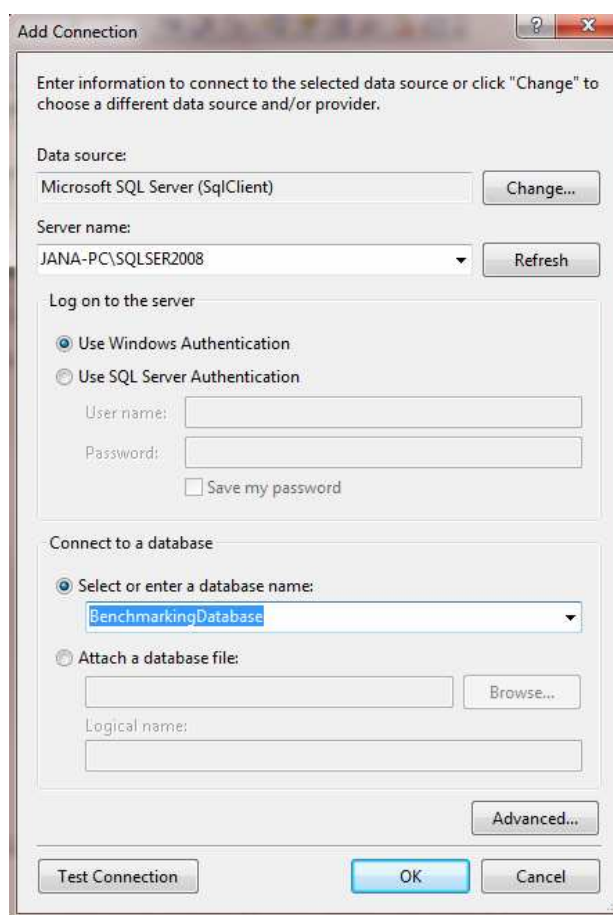 Add Connection
Enter information to connect to the selected data source or click "Change" to
choose a different data source and/or provider.
Data source:
Microsoft SQL Server (SqlClient)
Change...
Server name:
JANA-PC\SQLSER2008
Refresh
Log on to the server
Use Windows Authentication
Use SQL Server Authentication
User name:
Password:
Save my password
Connect to a database
Select or enter a database name:
BenchmarkingDatabase
Attach a database file:
Browse...
Logical name:
Advanced...
Test Connection
OK
Cancel